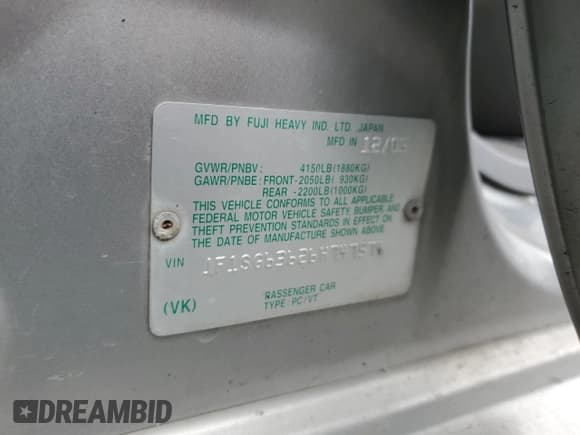 MFD BY FUJI HEAVY IND. LTD. JAPAN
MFD IN 12/03
GVWR/PNBV: 4150LB(1880KG)
GAWR/PNBE: FRONT-2050LB( 930KG)
REAR -2200LB(1000KG)
THIS VEHICLE CONFORMS TO ALL APPLICABLE
FEDERAL MOTOR VEHICLE SAFETY, BUMPER, AND
THEFT PREVENTION STANDARDS IN EFFECT ON
THE DATE OF MANUFACTURE SHOWN ABOVE.
VIN
(VK)
PASSENGER CAR
TYPE: PC/VT
DREAMBID